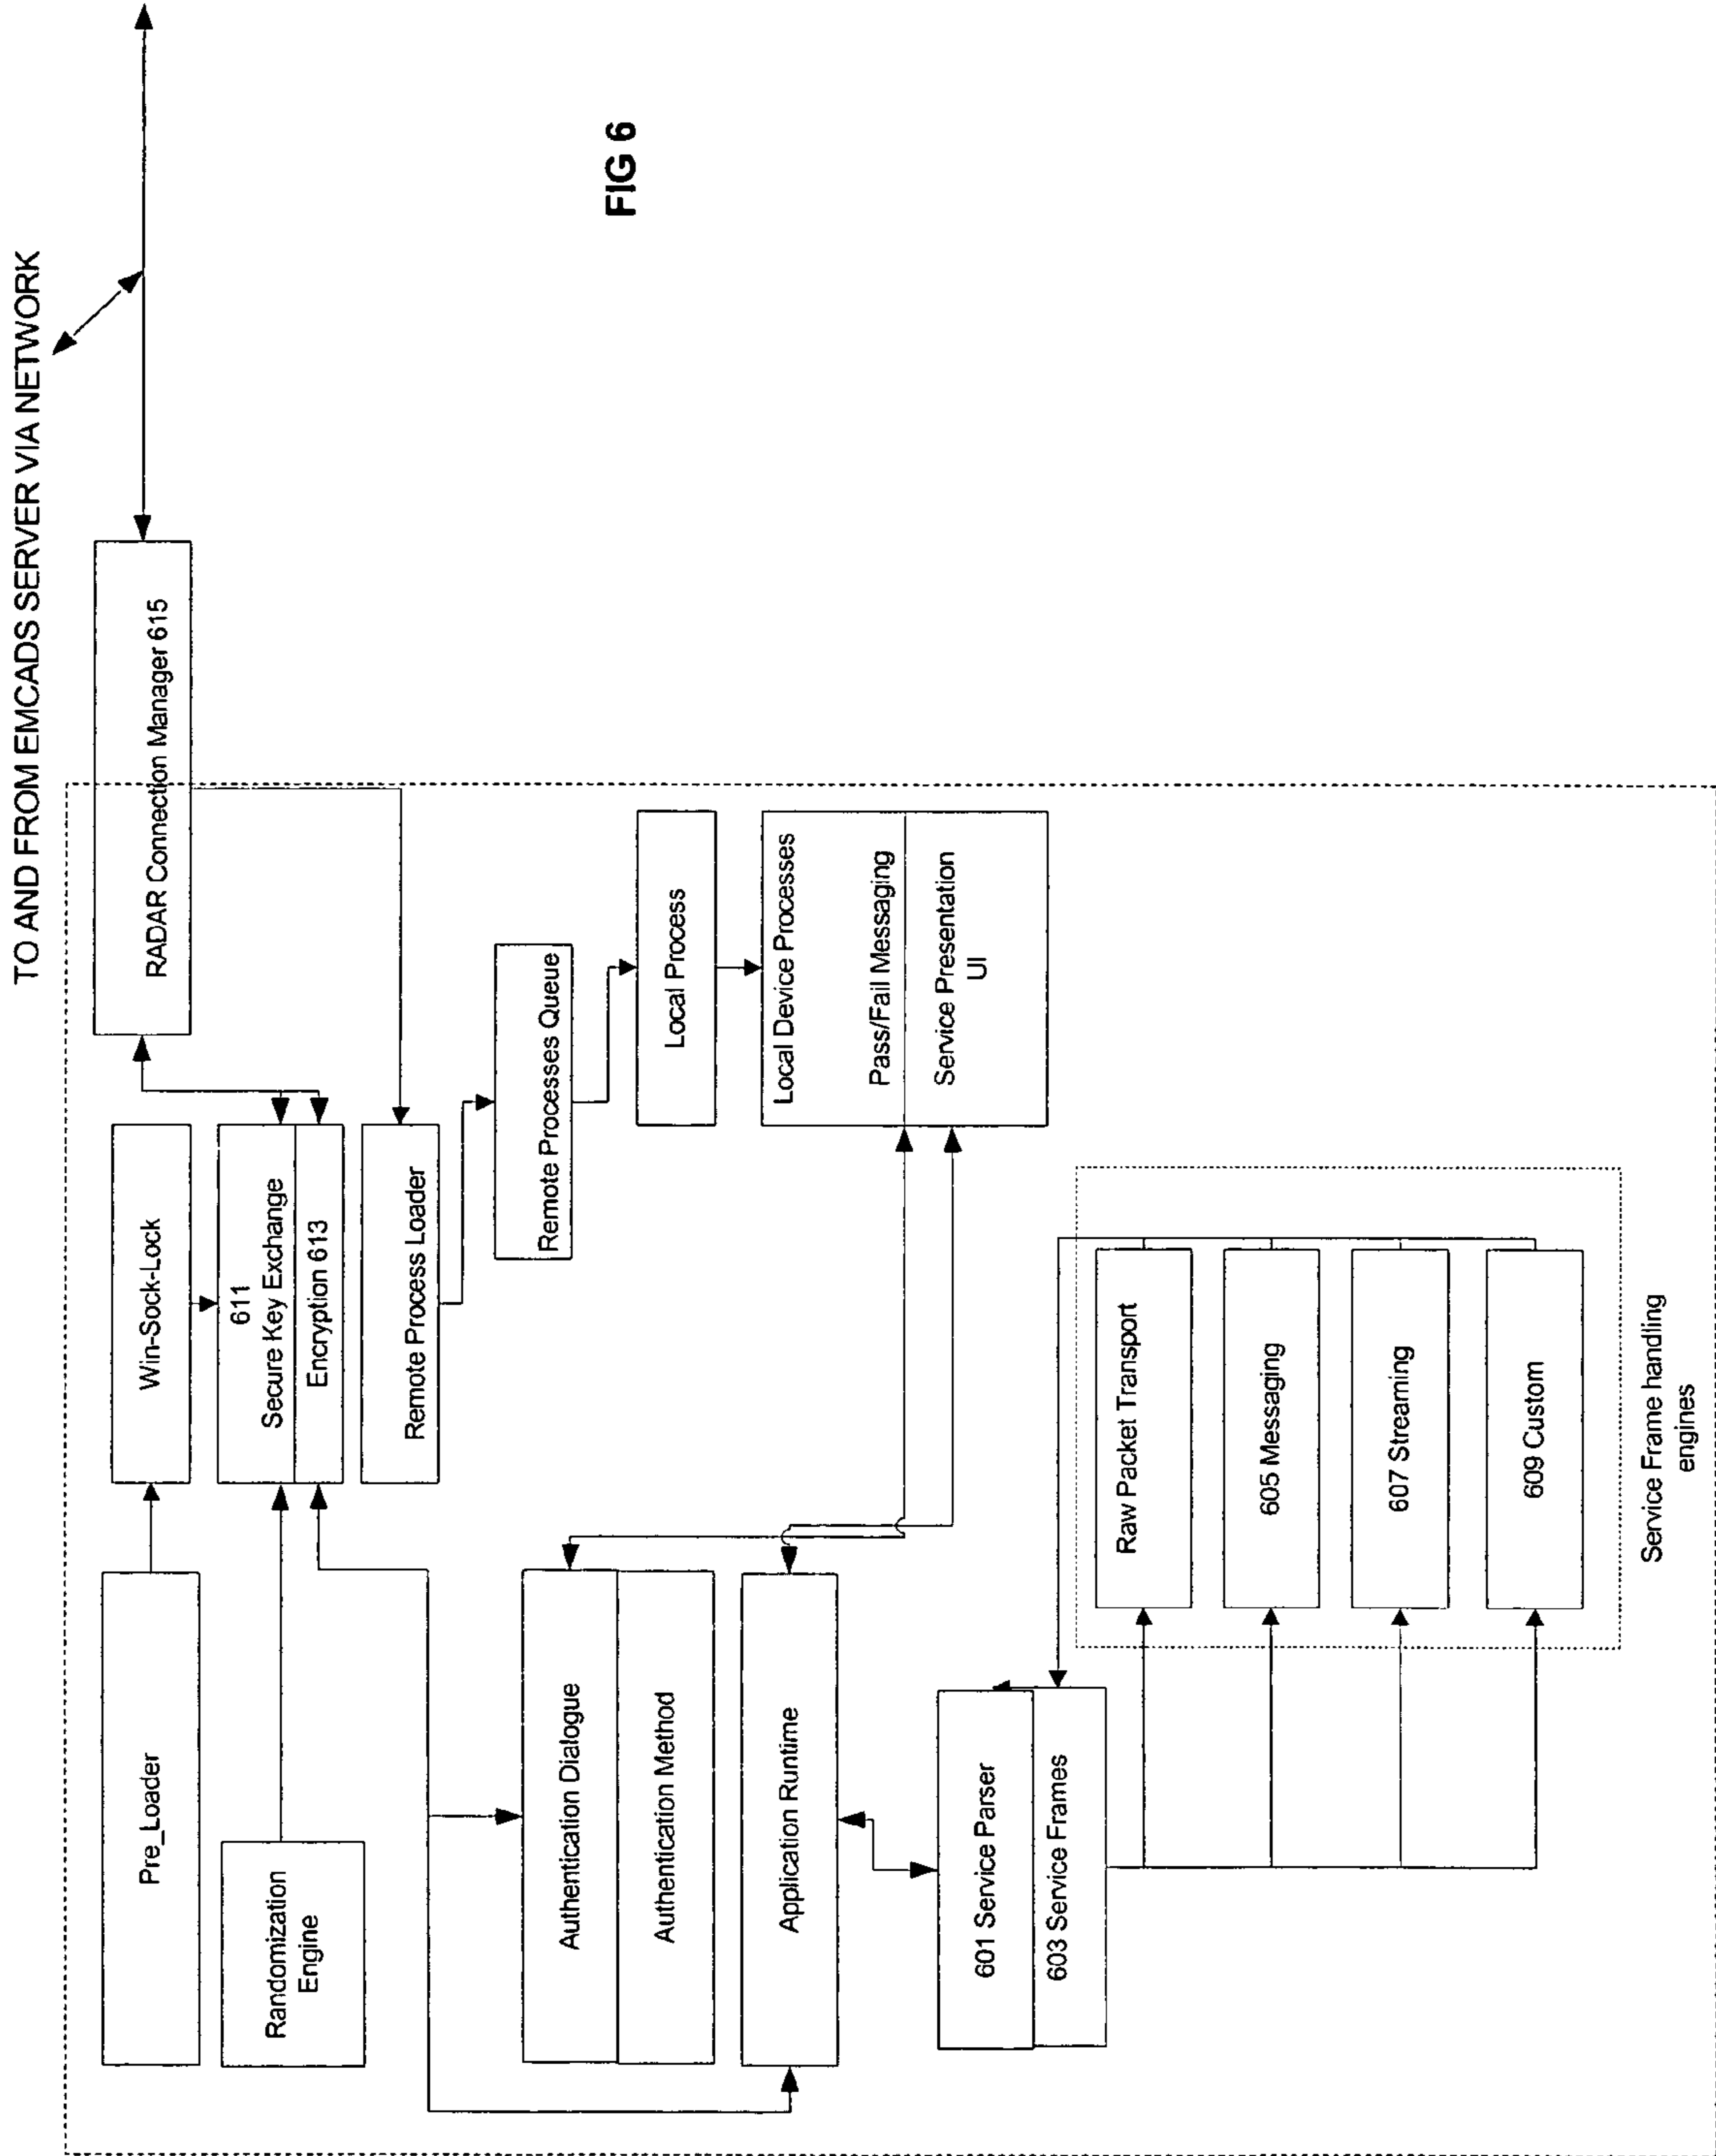 TO AND FROM EMCADS SERVER VIA NETWORK
Pre_Loader
Win-Sock-Lock
RADAR Connection Manager 615
Randomization
Engine
611
Secure Key Exchange
Encryption 613
Remote Process Loader
Remote Processes Queue
Local Process
Local Device Processes
Pass/Fail Messaging
Service Presentation
UI
Authentication Dialogue
Authentication Method
Application Runtime
601 Service Parser
603 Service Frames
Raw Packet Transport
605 Messaging
607 Streaming
609 Custom
Service Frame handling
engines
FIG 6